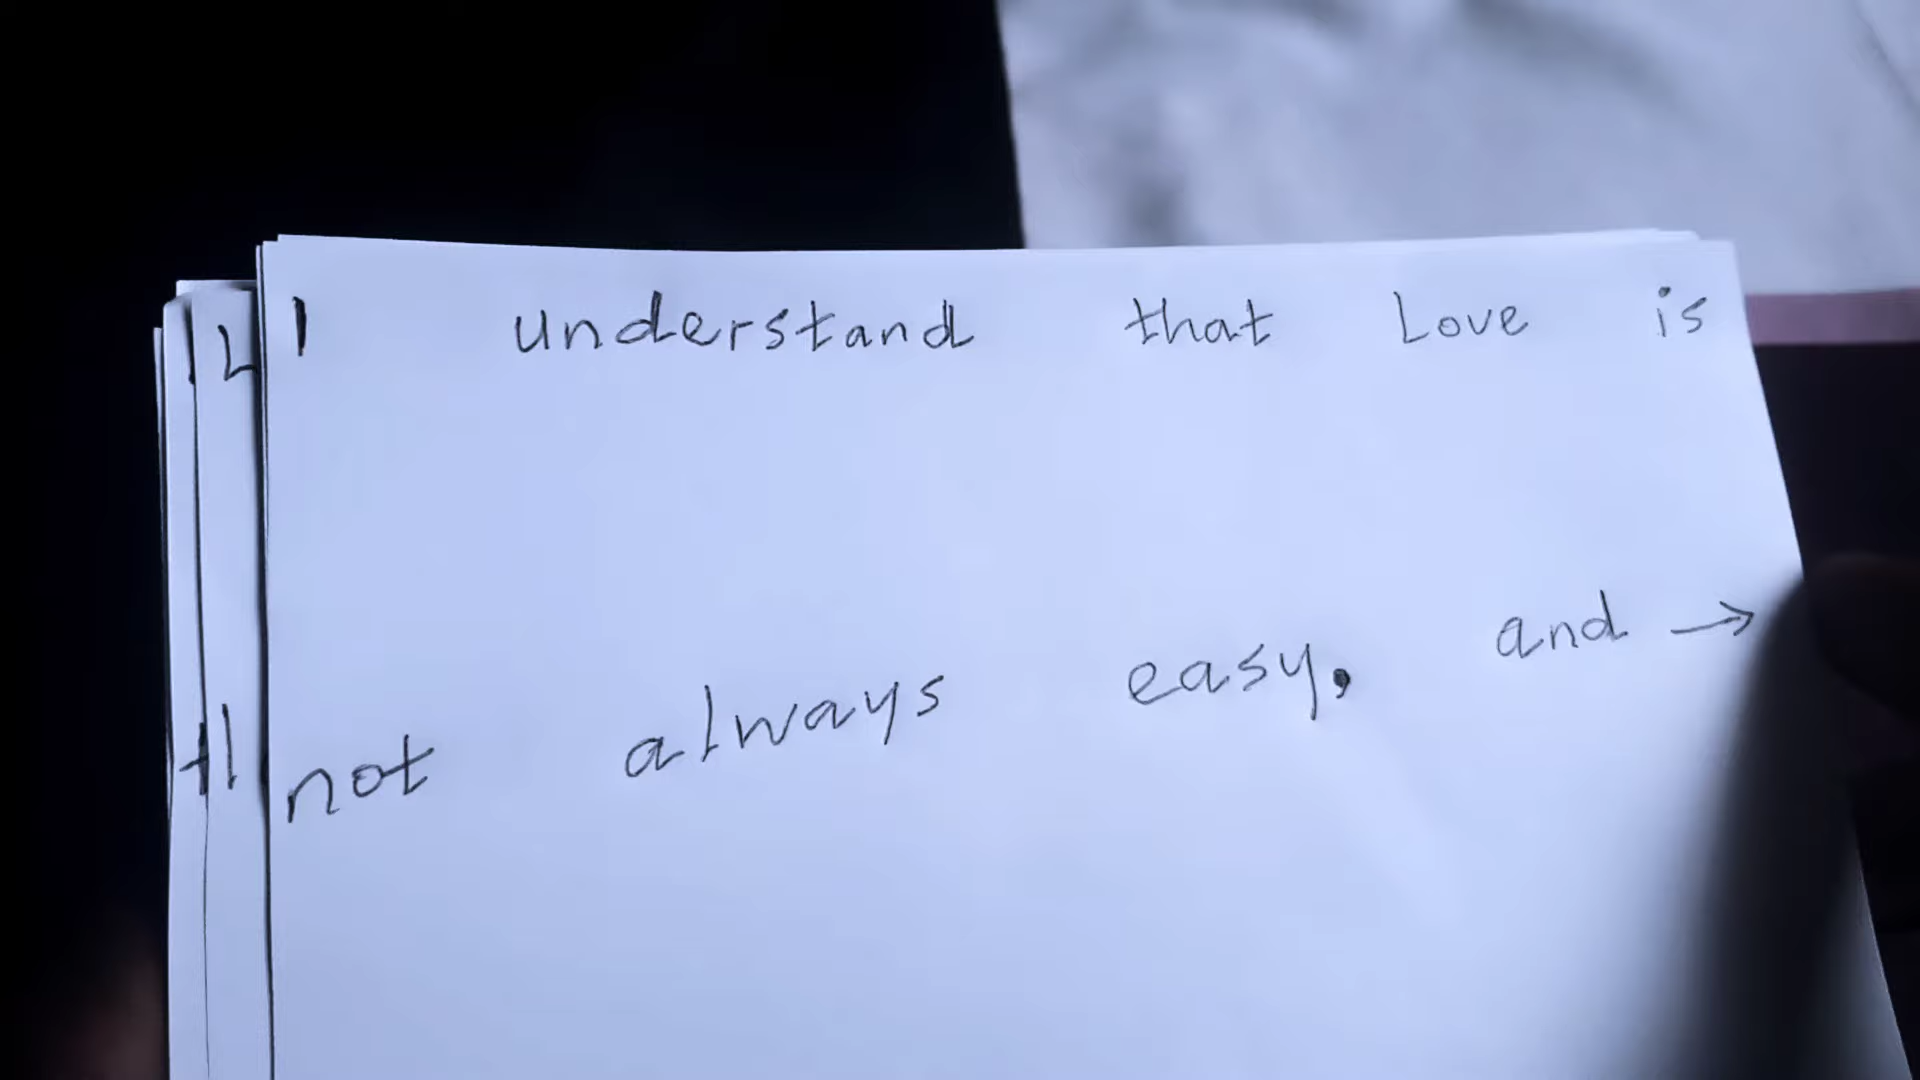 I understand that Love is
not always easy, and →